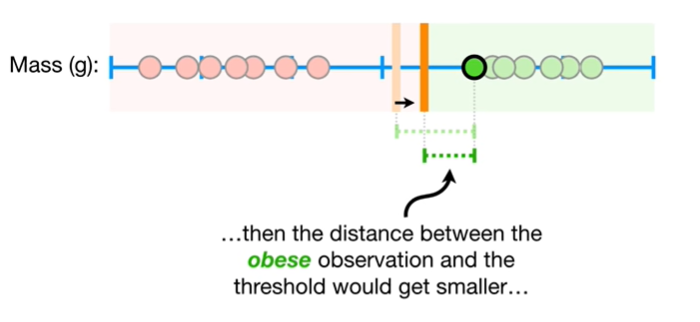 Mass (g):
...then the distance between the
obese observation and the
threshold would get smaller...